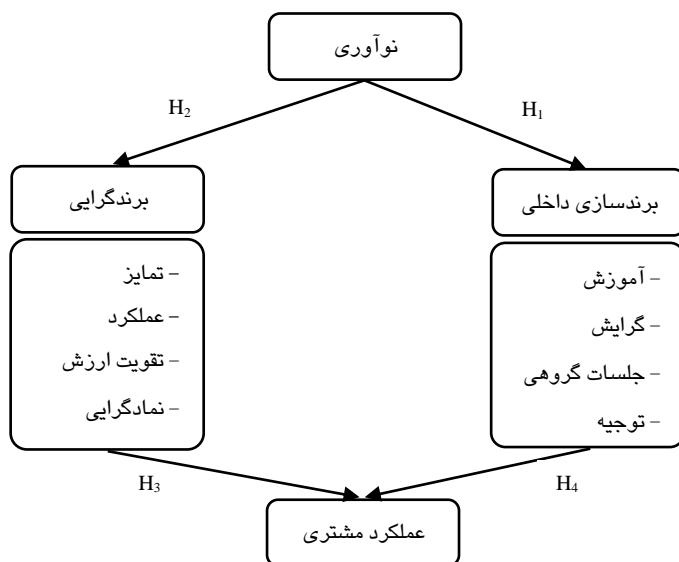 نوآوری
H1
H2
برندسازی داخلی
برندگرایی
– آموزش
– گرایش
– جلسات گروهی
– توجیه
– تمایز
– عملکرد
– تقویت ارزش
– نمادگرایی
H4
H3
عملکرد مشتری